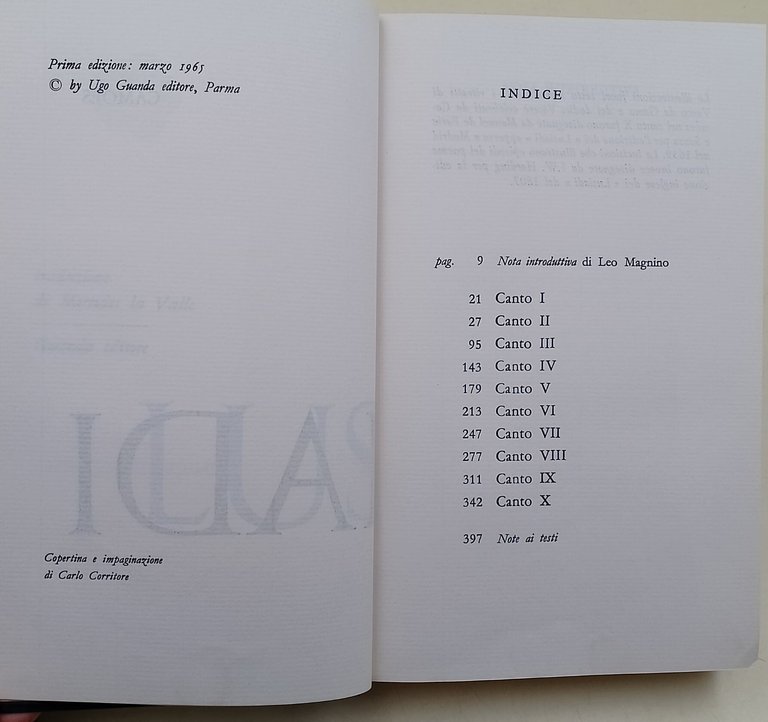 Prima edizione: marzo 1965
© by Ugo Guanda editore, Parma
Copertina e impaginazione
di Carlo Corritore
INDICE
pag. 9 Nota introduttiva di Leo Magnino
21 Canto I
27 Canto II
95 Canto III
143 Canto IV
179 Canto V
213 Canto VI
247 Canto VII
277 Canto VIII
311 Canto IX
342 Canto X
397 Note ai testi